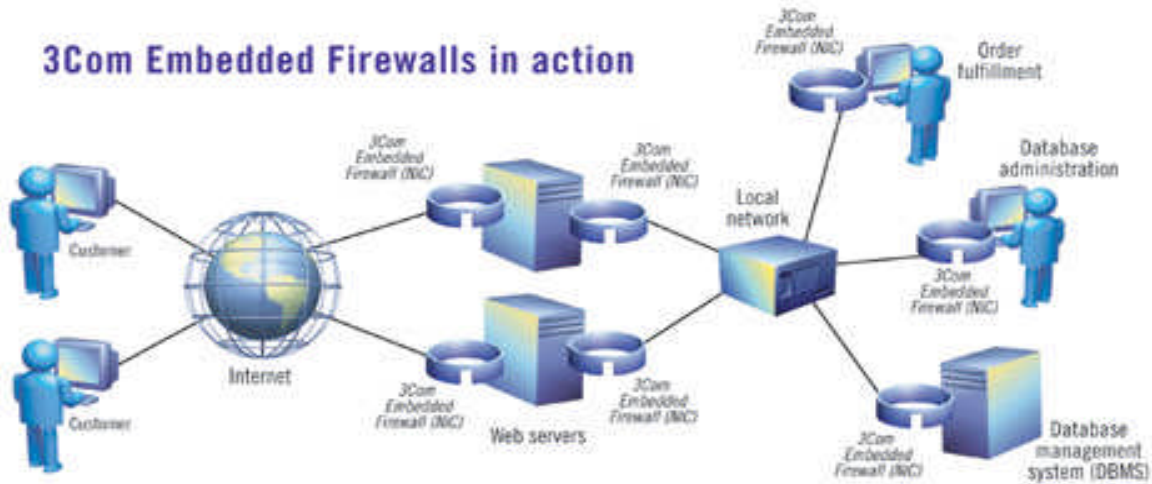 3Com Embedded Firewalls in action
3Com
Embedded
Firewall (NIC)
Order
fulfillment
3Com
Embedded
Firewall (NIC)
3Com
Embedded
Firewall (NIC)
Database
administration
Local
network
Customer
3Com
Embedded
Firewall (NIC)
Internet
3Com
Embedded
Firewall (NIC)
3Com
Embedded
Firewall (NIC)
Customer
Web servers
3Com
Embedded
Firewall (NIC)
Database
management
system (DBMS)